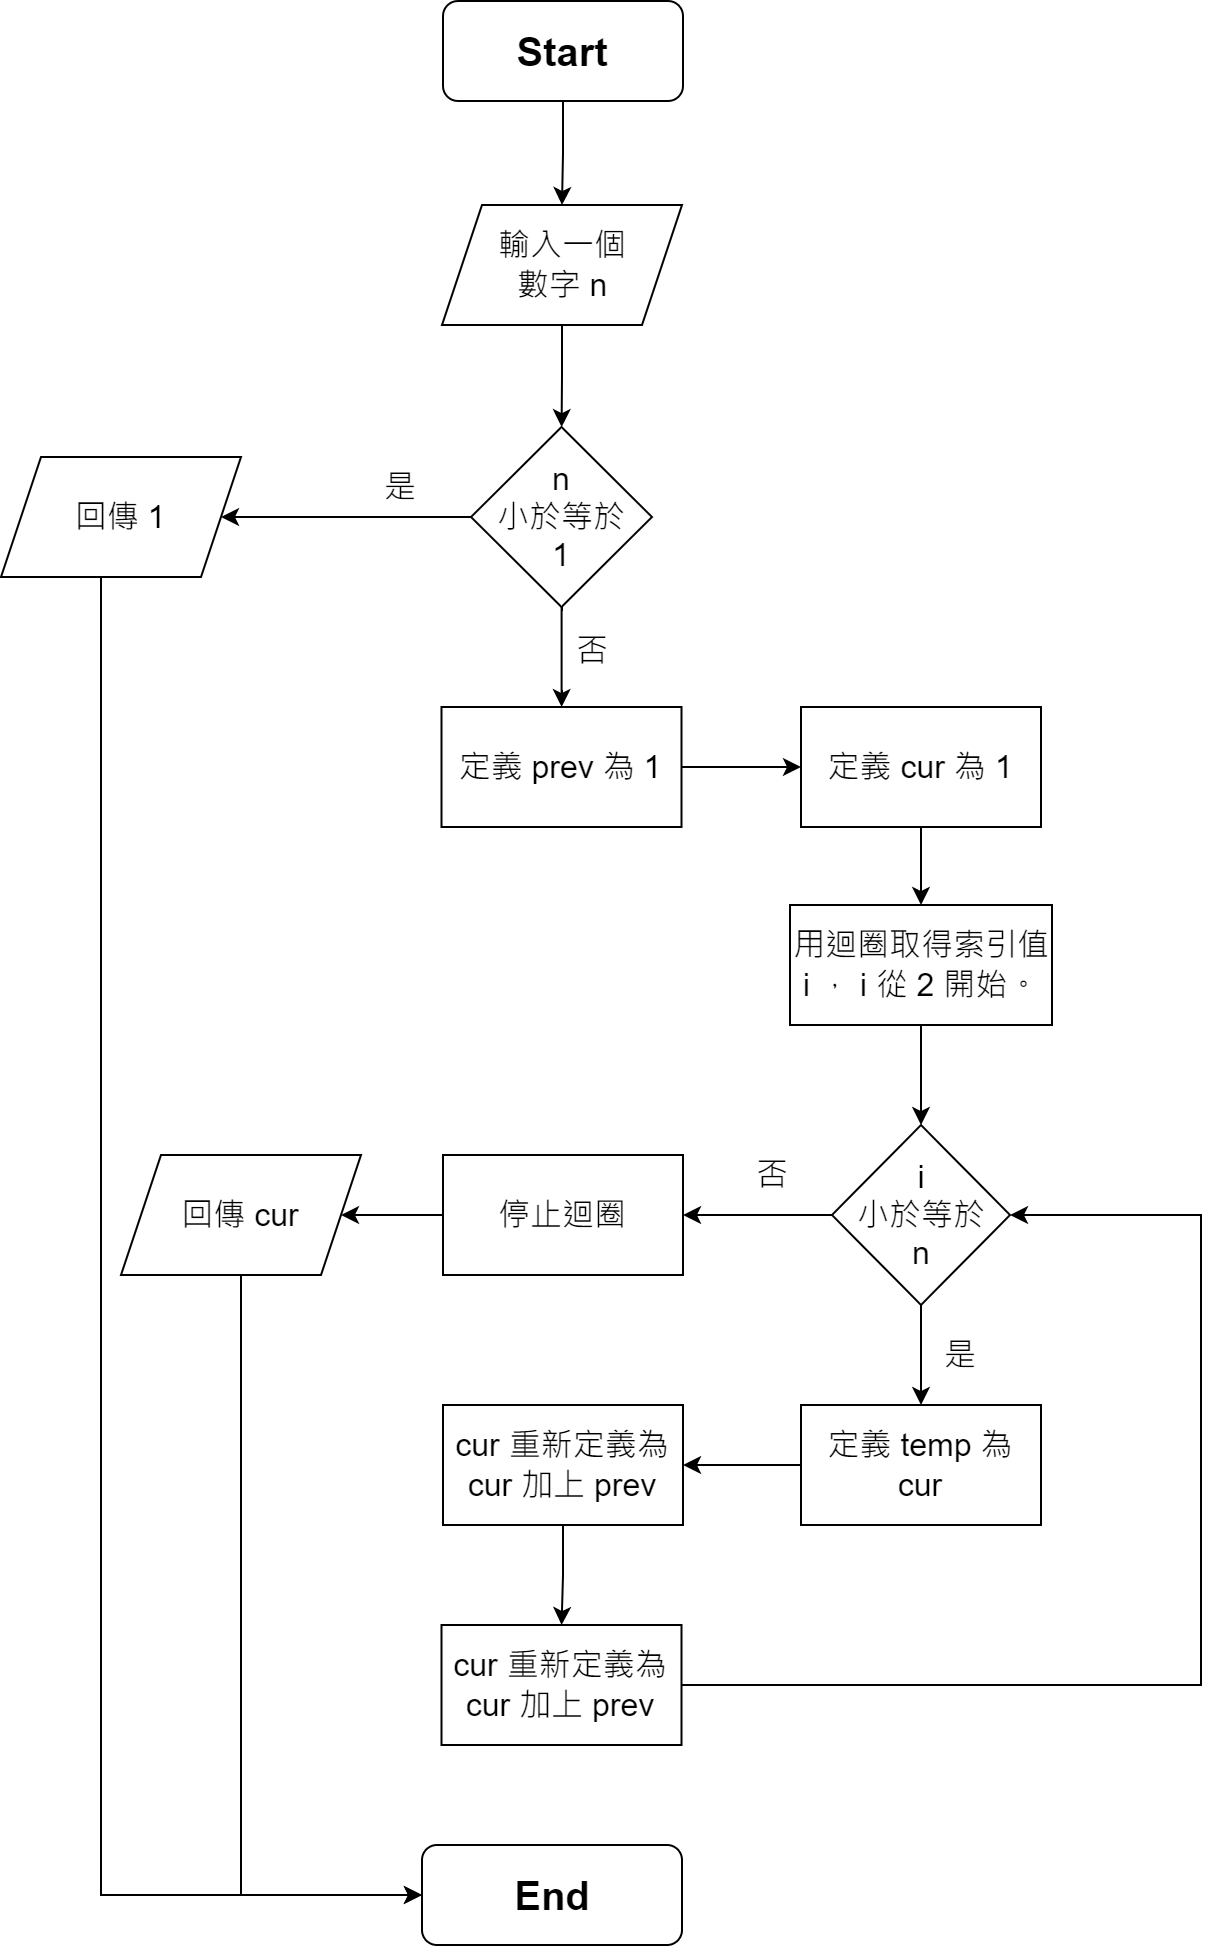 Start
輸入一個
數字 n
n
小於等於
1
是
回傳 1
否
定義 prev 為 1
定義 cur 為 1
用迴圈取得索引值
i ， i 從 2 開始。
i
小於等於
n
否
停止迴圈
回傳 cur
是
定義 temp 為
cur
cur 重新定義為
cur 加上 prev
cur 重新定義為
cur 加上 prev
End